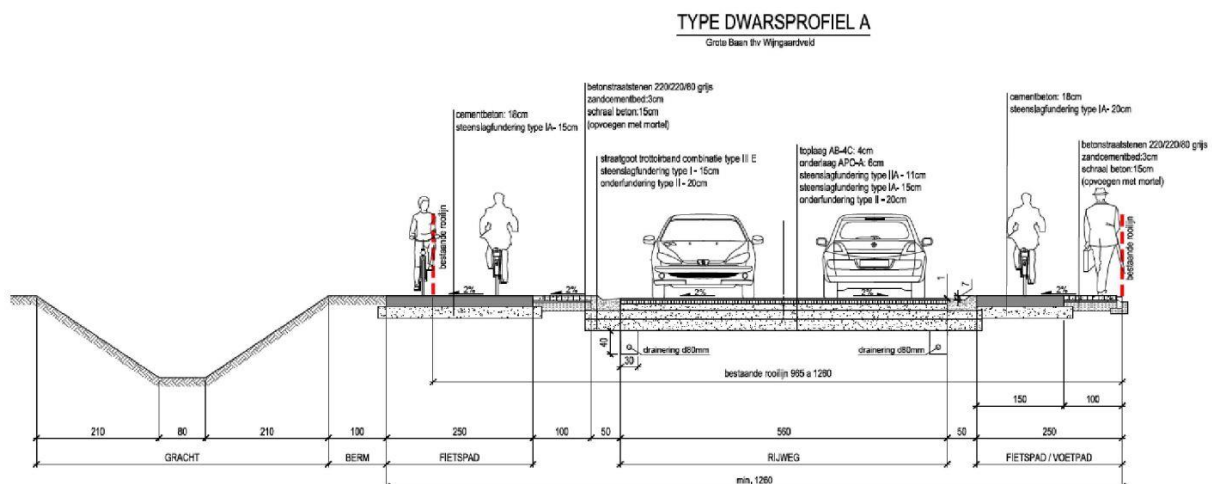 TYPE DWARSPROFIEL A
Grote Baan thv Wijngaardveld
cementbeton: 18cm
steenslagfundering type IA- 15cm
betonstraatstenen 220/220/80 grijs
zandcementbed:3cm
schraal beton:15cm
(opvoegen met mortel)
straatgoot trottoirband combinatie type III E
steenslagfundering type I - 15cm
onderfundering type II - 20cm
toplaag AB-4C: 4cm
onderlaag APO-A: 6cm
steenslagfundering type IIA - 11cm
steenslagfundering type IA- 15cm
onderfundering type II - 20cm
cementbeton: 18cm
steenslagfundering type IA- 20cm
betonstraatstenen 220/220/80 grijs
zandcementbed:3cm
schraal beton:15cm
(opvoegen met mortel)
bestaande rooilijn
bestaande rooilijn
2%
2%
2%
2%
1
7
2%
40
30
drainering d80mm
drainering d80mm
bestaande rooilijn 965 a 1260
150
100
210
80
210
100
250
100
50
560
50
250
GRACHT
BERM
FIETSPAD
RIJWEG
FIETSPAD / VOETPAD
min. 1260